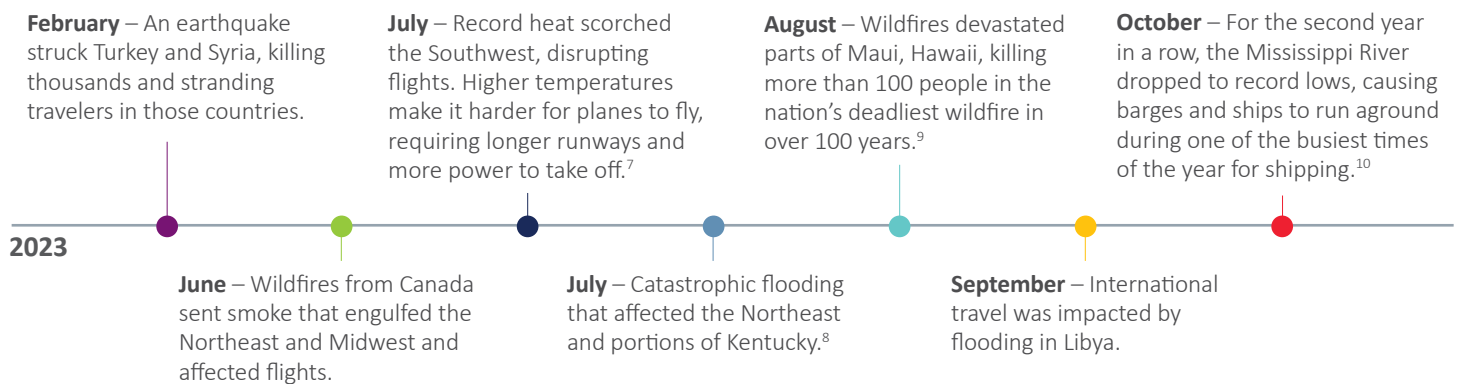 February – An earthquake
struck Turkey and Syria, killing
thousands and stranding
travelers in those countries.
July – Record heat scorched
the Southwest, disrupting
flights. Higher temperatures
make it harder for planes to fly,
requiring longer runways and
more power to take off.7
August – Wildfires devastated
parts of Maui, Hawaii, killing
more than 100 people in the
nation’s deadliest wildfire in
over 100 years.9
October – For the second year
in a row, the Mississippi River
dropped to record lows, causing
barges and ships to run aground
during one of the busiest times
of the year for shipping.10
2023
June – Wildfires from Canada
sent smoke that engulfed the
Northeast and Midwest and
affected flights.
July – Catastrophic flooding
that affected the Northeast
and portions of Kentucky.8
September – International
travel was impacted by
flooding in Libya.